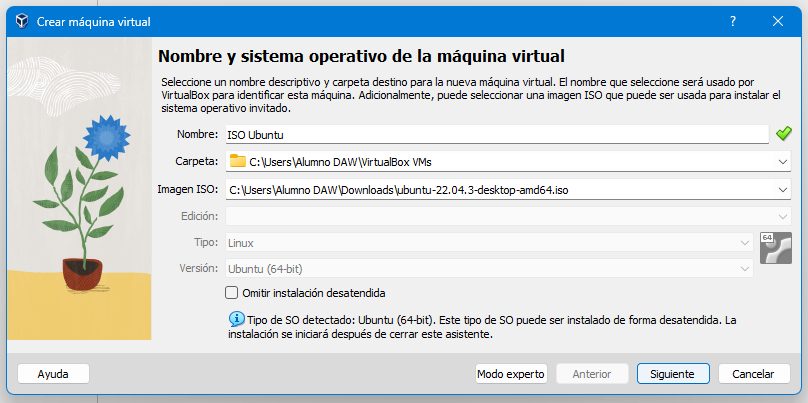 Crear máquina virtual
?
Nombre y sistema operativo de la máquina virtual
Seleccione un nombre descriptivo y carpeta destino para la nueva máquina virtual. El nombre que seleccione será usado por
VirtualBox para identificar esta máquina. Adicionalmente, puede seleccionar una imagen ISO que puede ser usada para instalar el
sistema operativo invitado.
Nombre: ISO Ubuntu
Carpeta: C:\Users\Alumno DAW\VirtualBox VMs
Imagen ISO: C:\Users\Alumno DAW\Downloads\ubuntu-22.04.3-desktop-amd64.iso
Edición:
Tipo: Linux
64
Versión: Ubuntu (64-bit)
Omitir instalación desatendida
Tipo de SO detectado: Ubuntu (64-bit). Este tipo de SO puede ser instalado de forma desatendida. La
instalación se iniciará después de cerrar este asistente.
Ayuda Modo experto Anterior Siguiente Cancelar